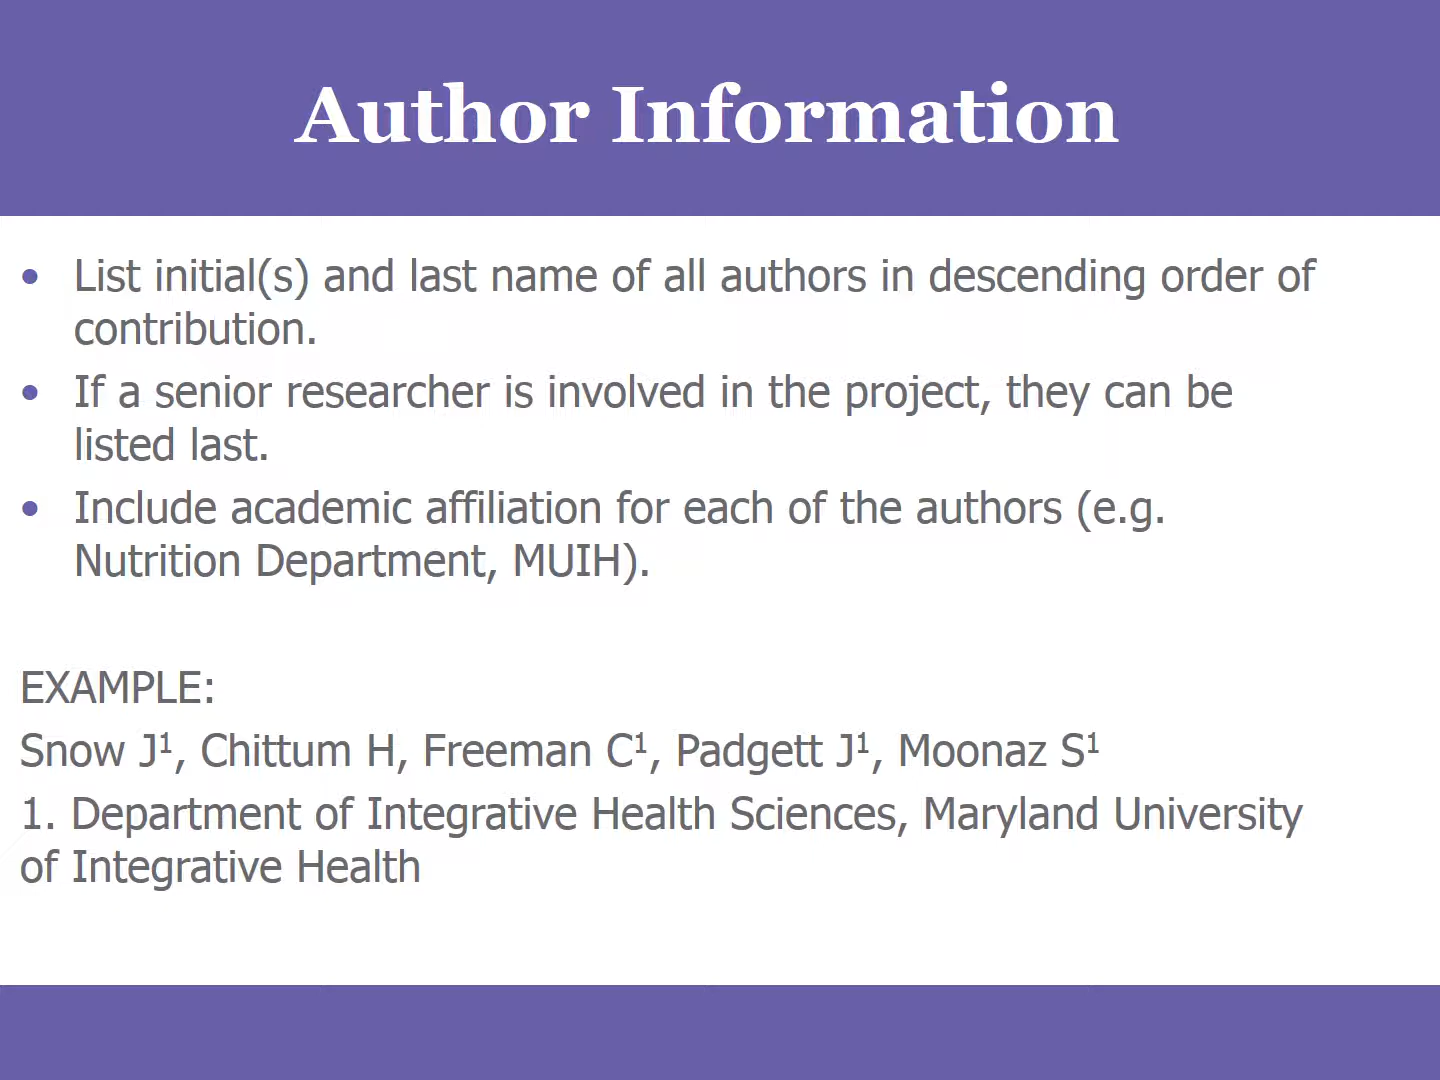 Author Information
• List initial(s) and last name of all authors in descending order of
contribution.
• If a senior researcher is involved in the project, they can be
listed last.
• Include academic affiliation for each of the authors (e.g.
Nutrition Department, MUIH).
EXAMPLE:
Snow J¹, Chittum H, Freeman C¹, Padgett J¹, Moonaz S¹
1. Department of Integrative Health Sciences, Maryland University
of Integrative Health